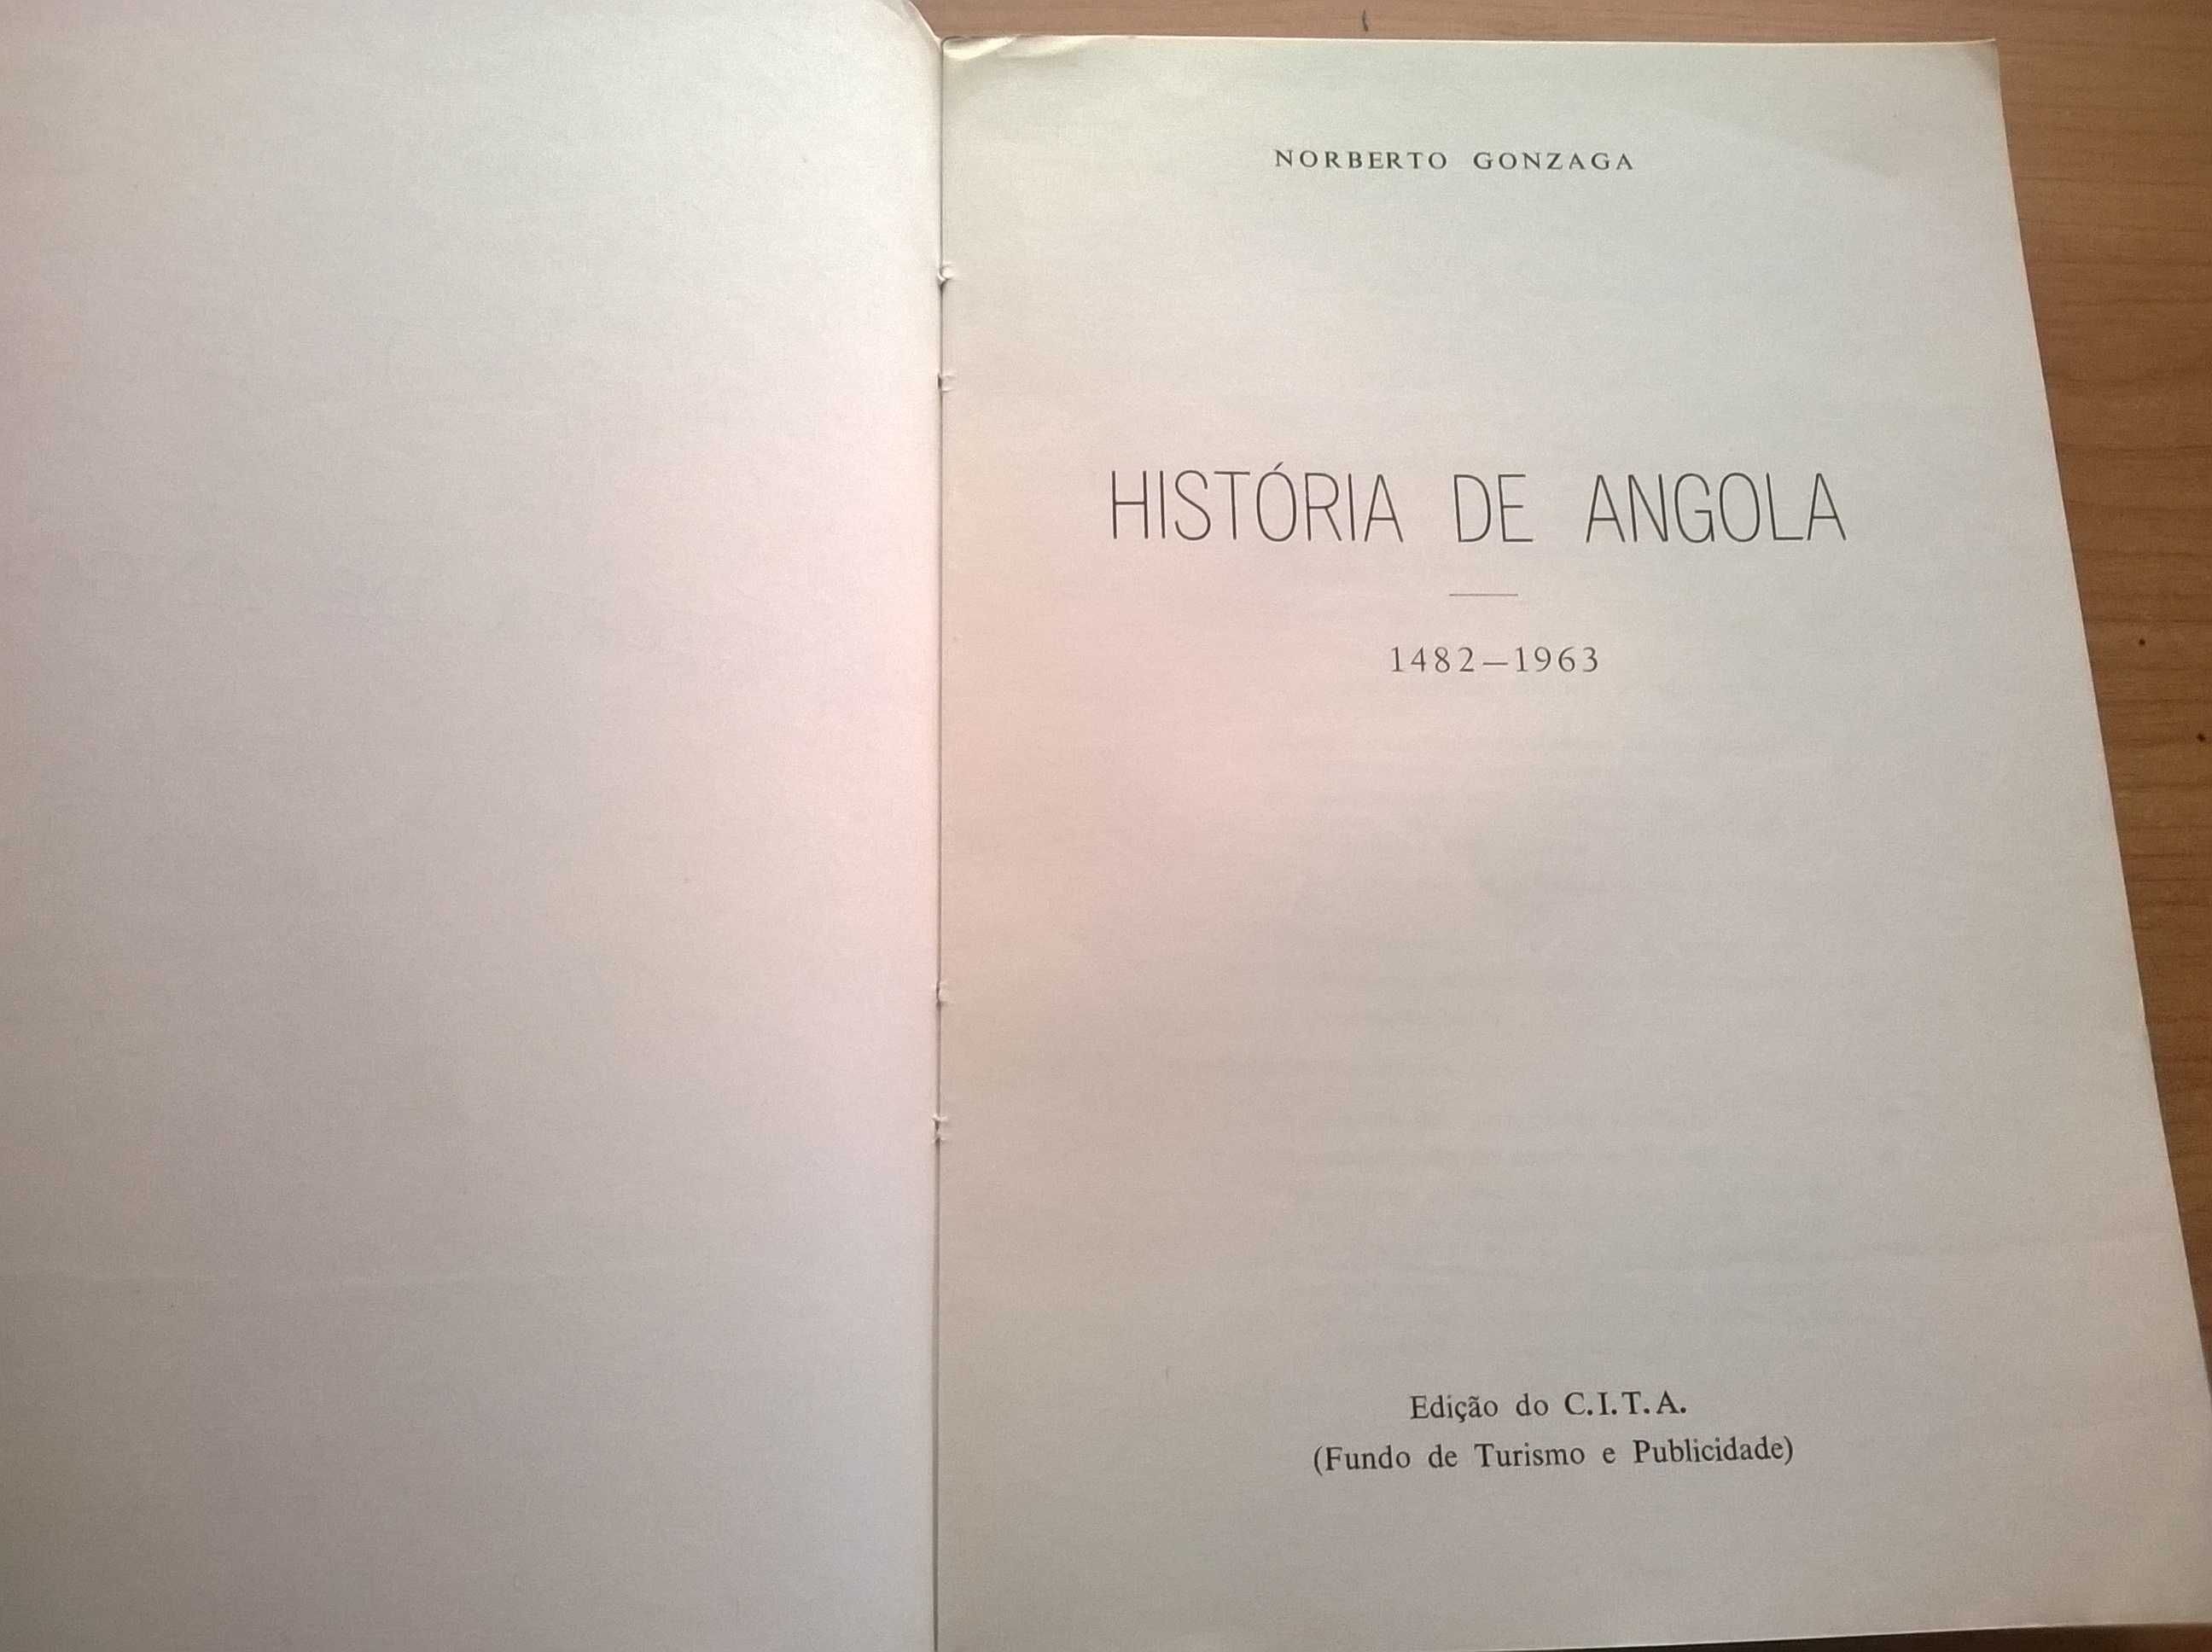 NORBERTO GONZAGA
HISTÓRIA DE ANGOLA
1482—1963
Edição do C.I.T.A.
(Fundo de Turismo e Publicidade)